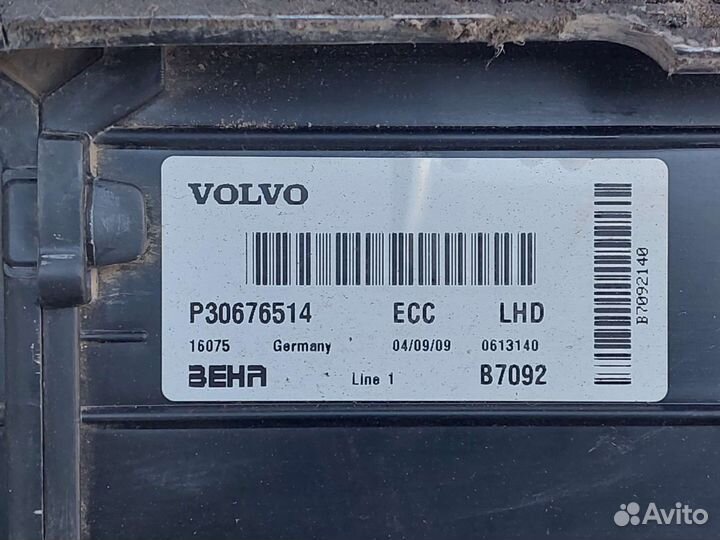 VOLVO
P30676514 ECC LHD
16075 Germany 04/09/09 0613140
BEHR Line 1 B7092
B7092140
Avito